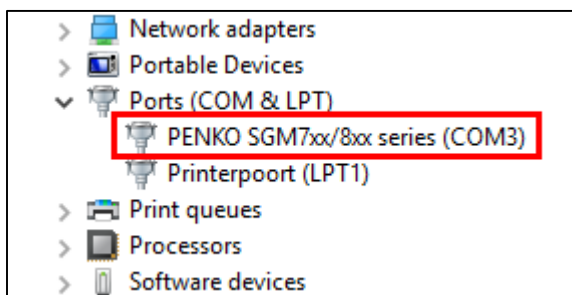 Network adapters
Portable Devices
Ports (COM & LPT)
PENKO SGM7xx/8xx series (COM3)
Printerpoort (LPT1)
Print queues
Processors
Software devices